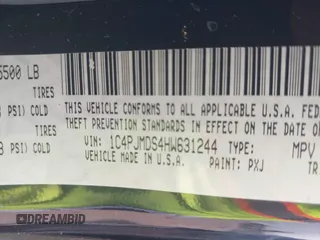 5500 LB
TIRES
PSI) COLD
THIS VEHICLE CONFORMS TO ALL APPLICABLE U.S.A. FED
THEFT PREVENTION STANDARDS IN EFFECT ON THE DATE O
TIRES
PSI) COLD
VIN: 1C4PJMDS4HW631244 TYPE: MPV
VEHICLE MADE IN U.S.A. PAINT: PXJ
TR
DREAMBID